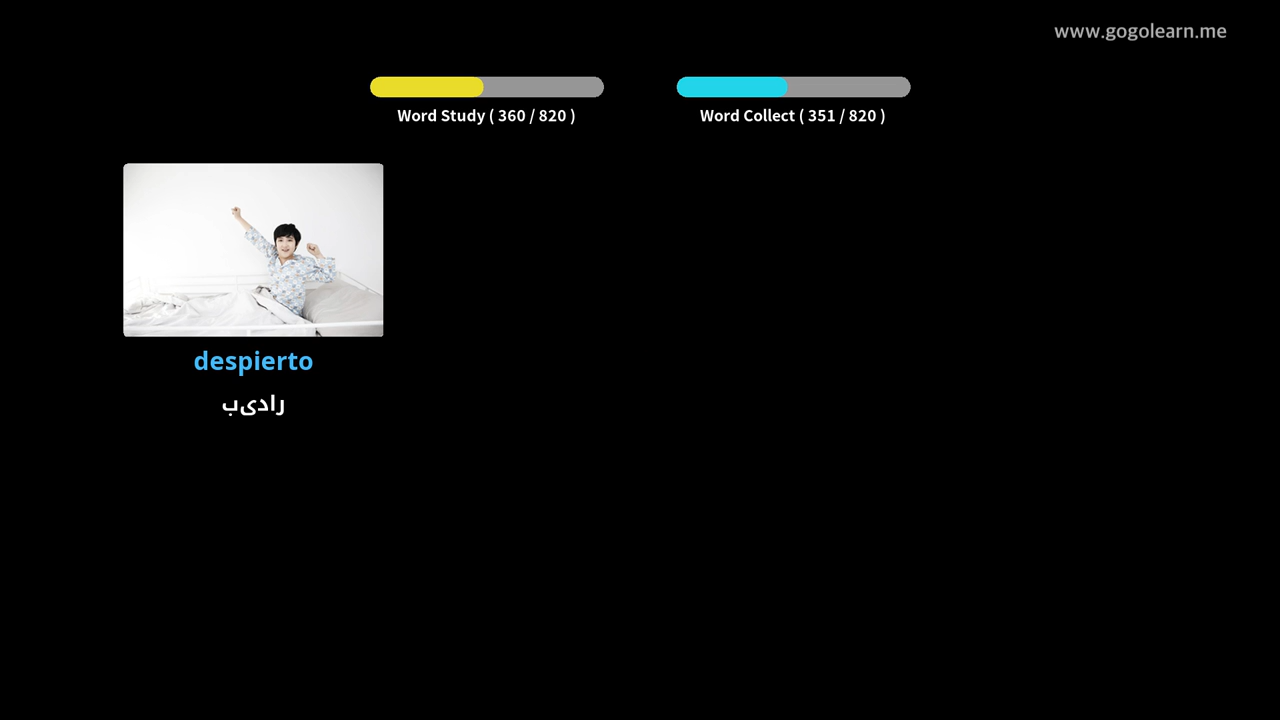 www.gogolearn.me
Word Study ( 360 / 820 )
Word Collect ( 351 / 820 )
despierto
رادیب